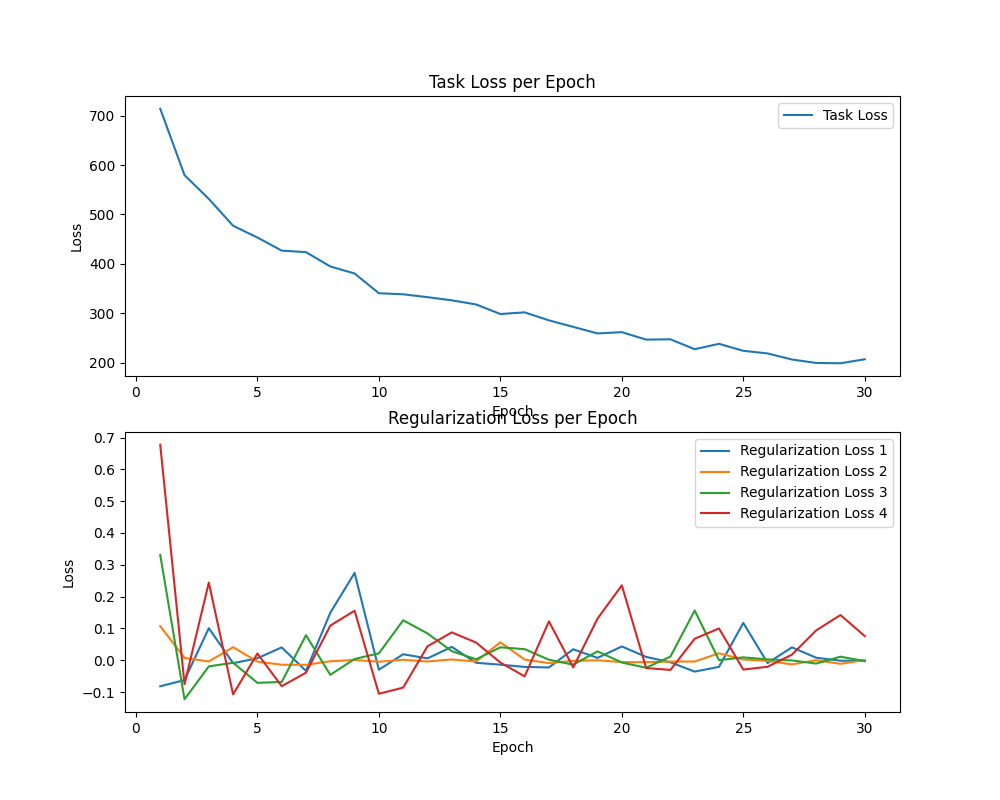 Task Loss per Epoch
Task Loss
Loss
700
600
500
400
300
200
0 5 10 15 20 25 30
Epoch
Regularization Loss per Epoch
Regularization Loss 1
Regularization Loss 2
Regularization Loss 3
Regularization Loss 4
Loss
0.7
0.6
0.5
0.4
0.3
0.2
0.1
0.0
−0.1
0 5 10 15 20 25 30
Epoch